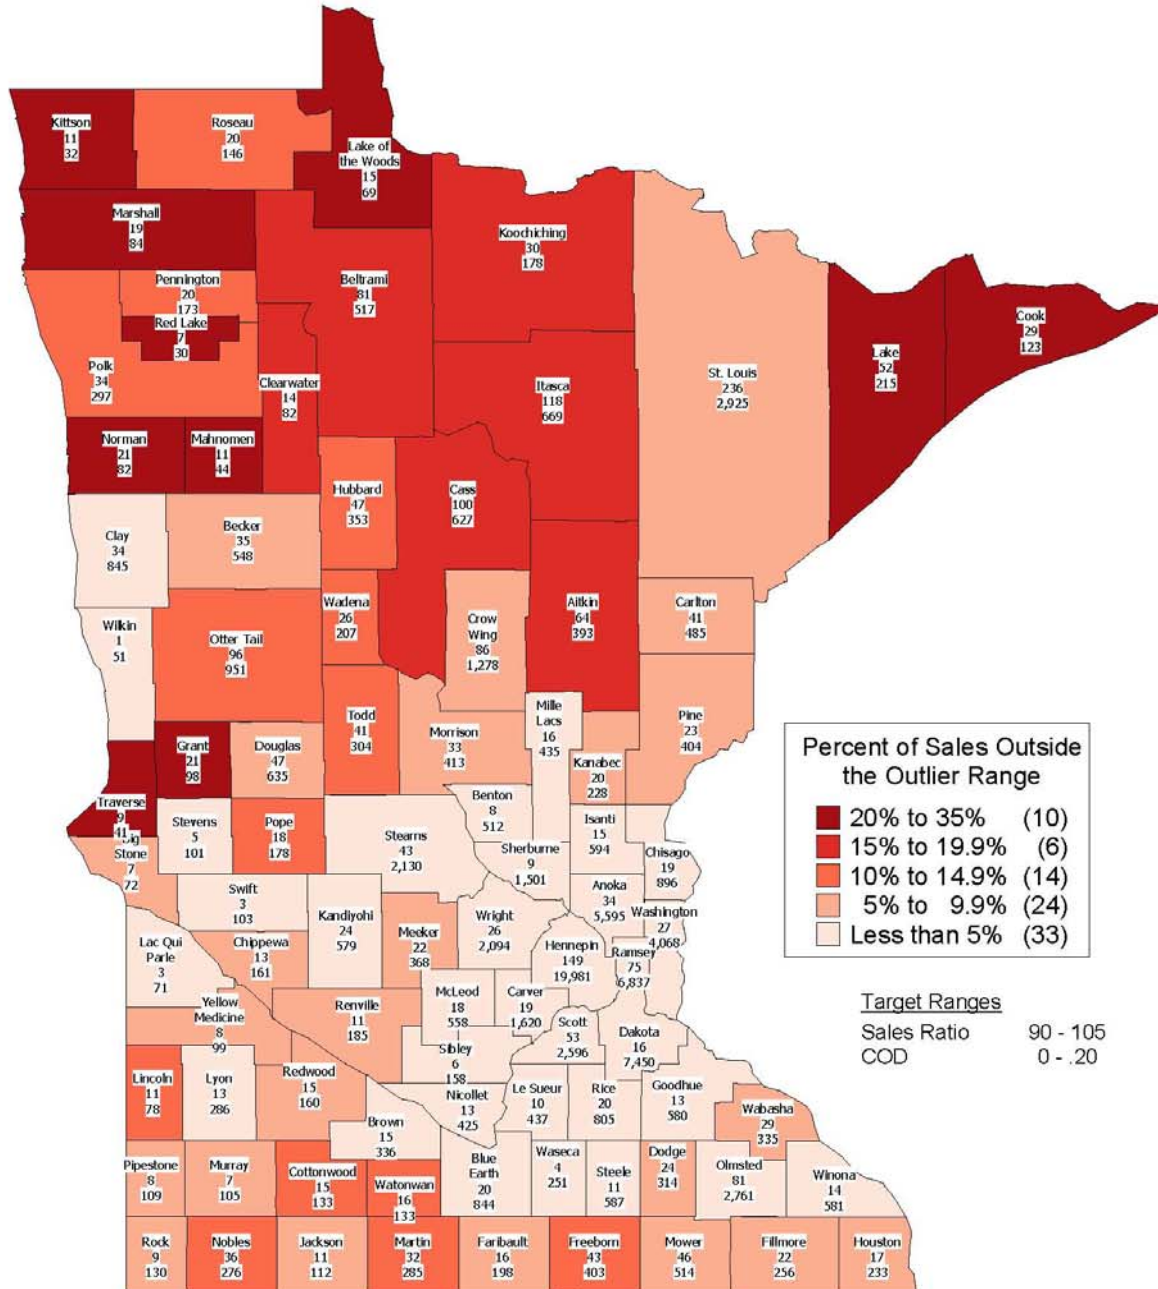 Kittson
11
32
Roseau
20
146
Lake of
the Woods
15
69
Marshall
19
84
Koochiching
30
178
Pennington
20
173
Beltrami
81
517
Red Lake
7
30
Cook
29
123
Lake
52
215
Polk
34
297
Clearwater
14
82
Itasca
118
669
St. Louis
236
2,925
Norman
21
82
Mahnomen
11
44
Hubbard
47
353
Cass
100
627
Clay
34
845
Becker
35
548
Wadena
26
207
Crow
Wing
86
1,278
Aitkin
64
393
Carlton
41
485
Wilkin
1
51
Otter Tail
96
951
Todd
41
304
Morrison
33
413
Mille
Lacs
16
435
Pine
23
404
Grant
21
98
Douglas
47
635
Kanabec
20
228
Traverse
9
41
Big
Stone
7
72
Stevens
5
101
Pope
18
178
Stearns
43
2,130
Benton
8
512
Isanti
15
594
Sherburne
9
1,501
Chisago
19
896
Swift
3
103
Kandiyohi
24
579
Meeker
22
368
Wright
26
2,094
Anoka
34
5,595
Washington
27
4,068
Lac Qui
Parle
3
71
Chippewa
13
161
Hennepin
149
19,981
Ramsey
75
6,837
Yellow
Medicine
8
99
Renville
11
185
McLeod
18
558
Carver
19
1,620
Scott
53
2,596
Dakota
16
7,450
Sibley
6
158
Lincoln
11
78
Lyon
13
286
Redwood
15
160
Nicollet
13
425
Le Sueur
10
437
Rice
20
805
Goodhue
13
580
Wabasha
29
335
Brown
15
336
Pipestone
8
109
Murray
7
105
Cottonwood
15
133
Watonwan
16
133
Blue
Earth
20
844
Waseca
4
251
Steele
11
587
Dodge
24
314
Olmsted
81
2,761
Winona
14
581
Rock
9
130
Nobles
36
276
Jackson
11
112
Martin
32
285
Faribault
16
198
Freeborn
43
403
Mower
46
514
Fillmore
22
256
Houston
17
233
Percent of Sales Outside
the Outlier Range
20% to 35% (10)
15% to 19.9% (6)
10% to 14.9% (14)
5% to 9.9% (24)
Less than 5% (33)
Target Ranges
Sales Ratio 90 - 105
COD 0 - .20